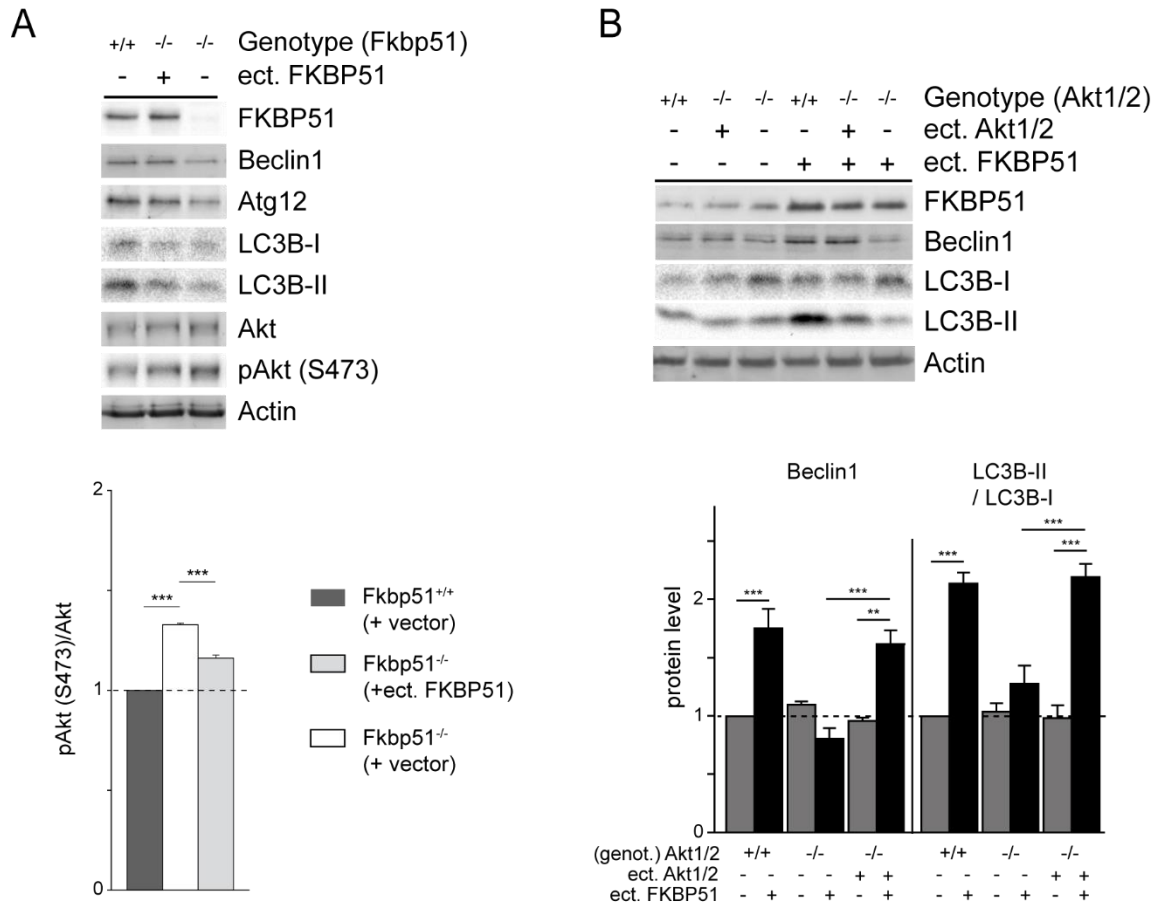 A
+/+ -/- -/- Genotype (Fkbp51)
- + - ect. FKBP51
FKBP51
Beclin1
Atg12
LC3B-I
LC3B-II
Akt
pAkt (S473)
Actin
2
1
0
pAkt (S473)/Akt
*** ***
Fkbp51+/+
(+ vector)
Fkbp51-/-
(+ect. FKBP51)
Fkbp51-/-
(+ vector)
B
+/+ -/- -/- +/+ -/- -/- Genotype (Akt1/2)
- + - - + - ect. Akt1/2
- - - + + + ect. FKBP51
FKBP51
Beclin1
LC3B-I
LC3B-II
Actin
Beclin1
LC3B-II
/ LC3B-I
protein level
2
1
0
*** *** ** *** *** ***
(genot.) Akt1/2 +/+ -/- -/- +/+ -/- -/-
ect. Akt1/2 - - - - + + - - - - + +
ect. FKBP51 - + - + - + - + - + - +